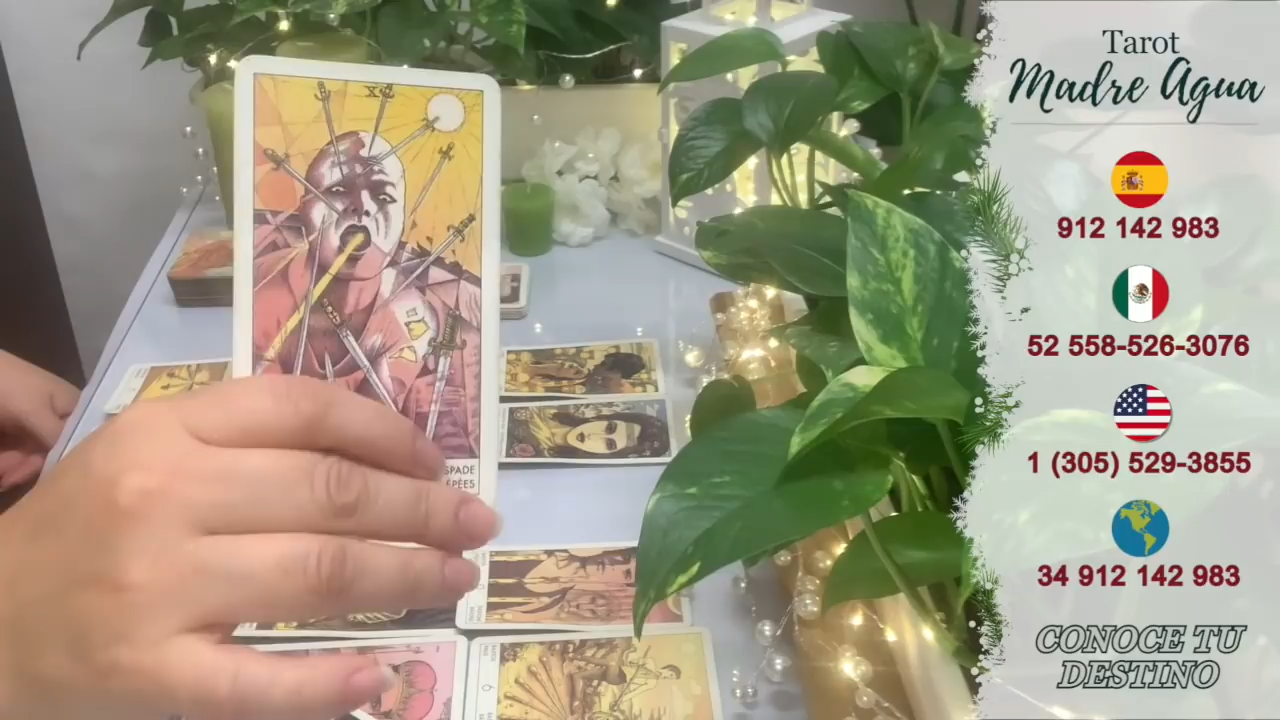 X
SPADE
ÉPÉES
Tarot
Madre Agua
912 142 983
52 558-526-3076
1 (305) 529-3855
34 912 142 983
CONOCE TU
DESTINO